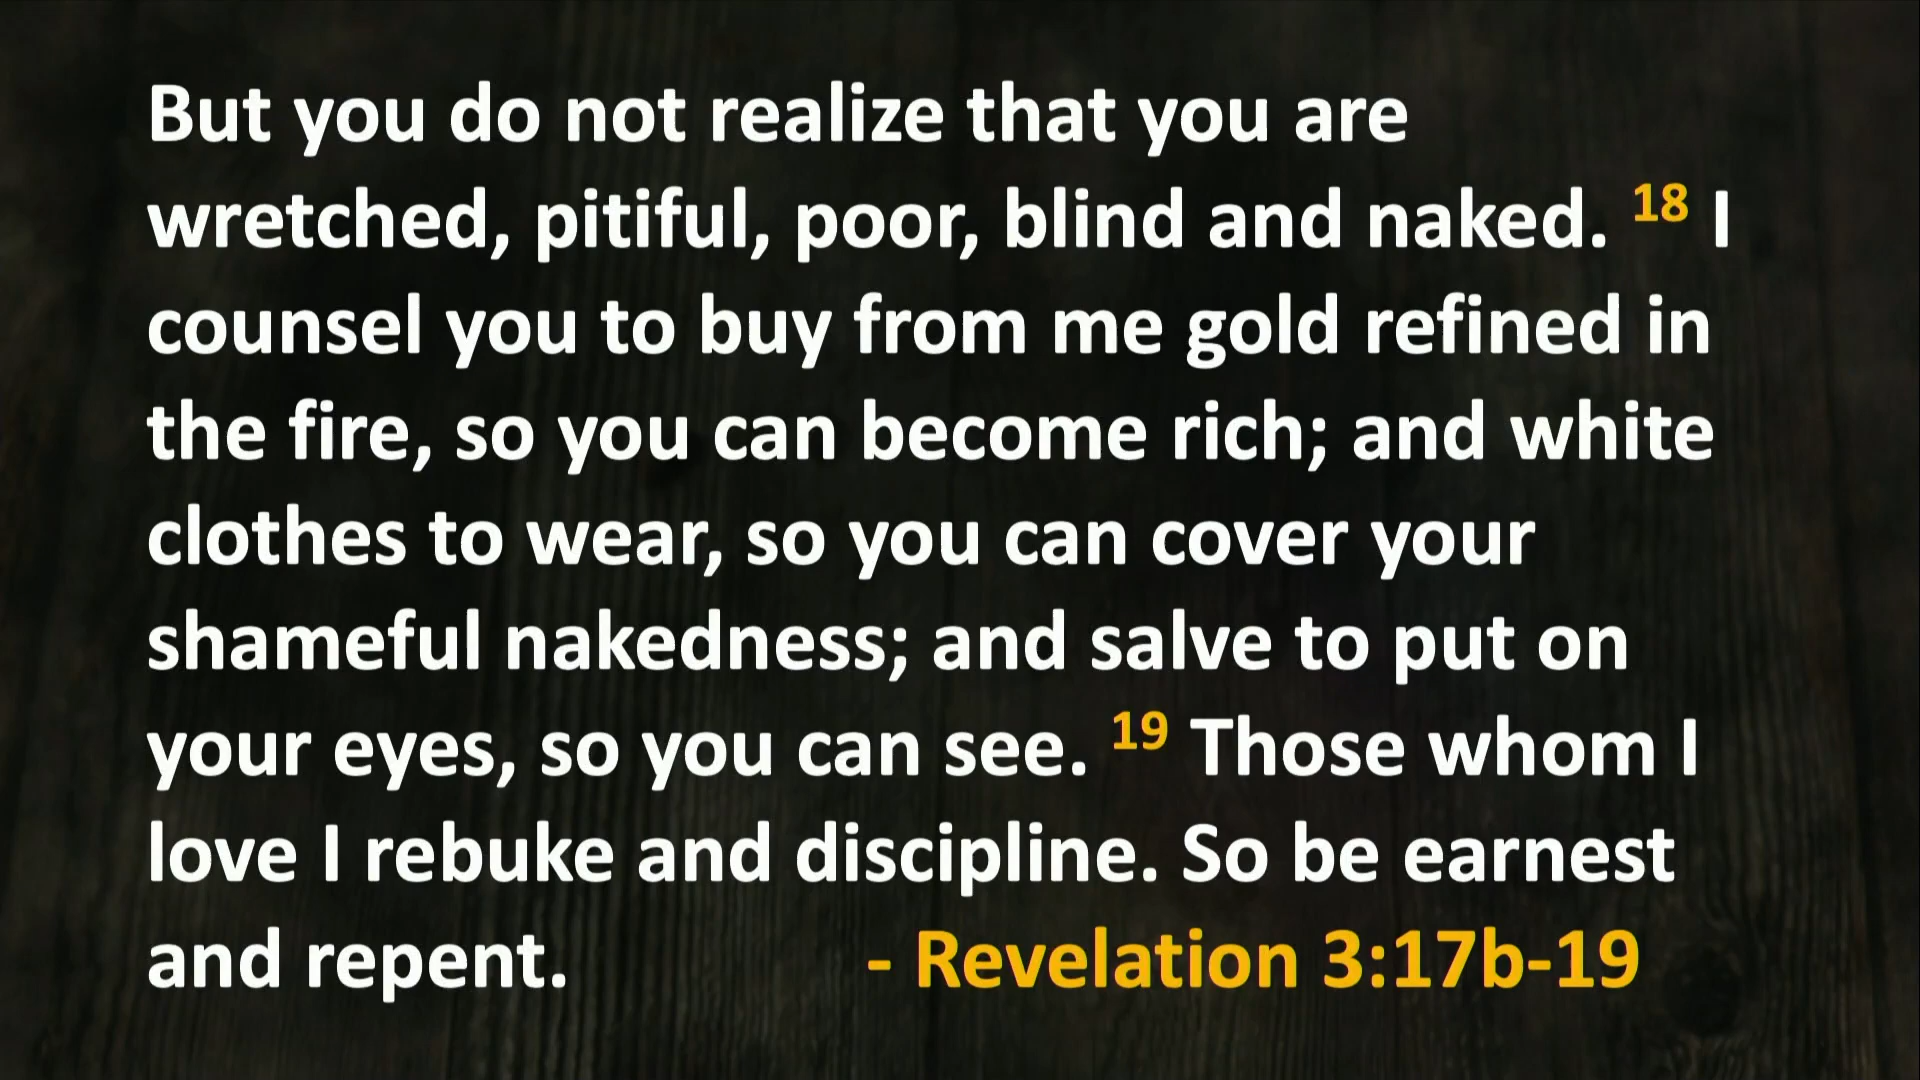 But you do not realize that you are
wretched, pitiful, poor, blind and naked. 18 I
counsel you to buy from me gold refined in
the fire, so you can become rich; and white
clothes to wear, so you can cover your
shameful nakedness; and salve to put on
your eyes, so you can see. 19 Those whom I
love I rebuke and discipline. So be earnest
and repent. - Revelation 3:17b-19